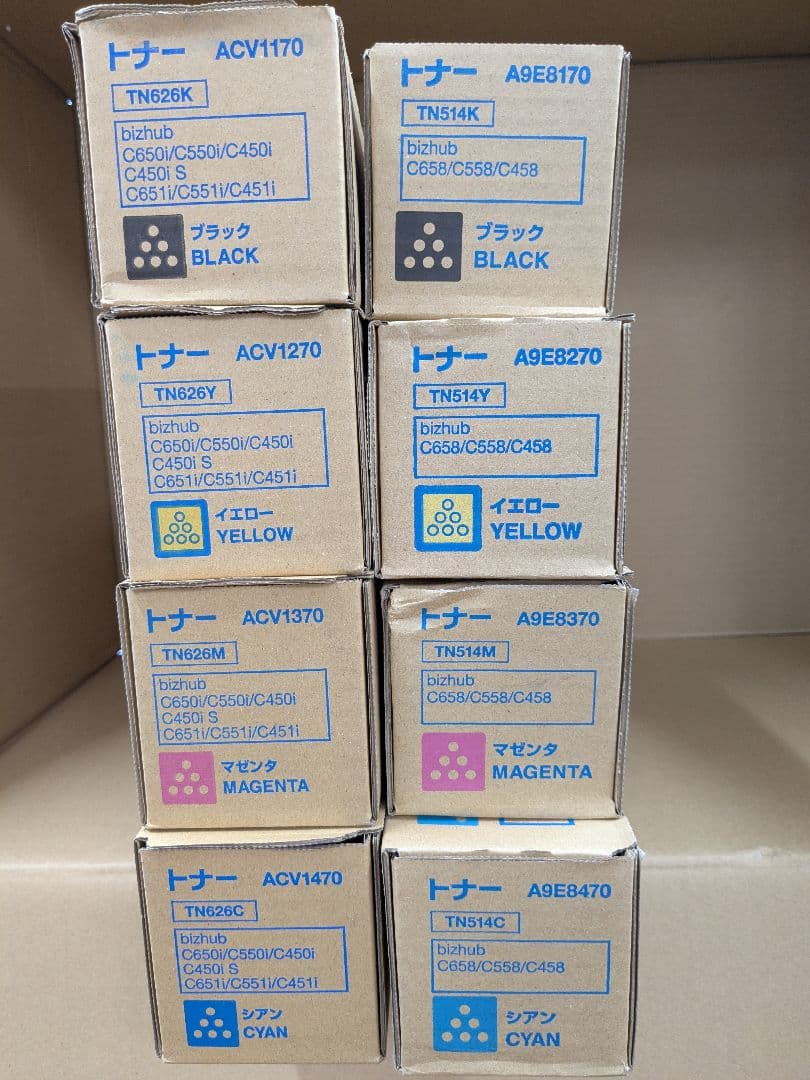 トナー ACV1170
TN626K
bizhub
C650i/C550i/C450i
C450i S
C651i/C551i/C451i
ブラック
BLACK
トナー A9E8170
TN514K
bizhub
C658/C558/C458
ブラック
BLACK
トナー ACV1270
TN626Y
bizhub
C650i/C550i/C450i
C450i S
C651i/C551i/C451i
イエロー
YELLOW
トナー A9E8270
TN514Y
bizhub
C658/C558/C458
イエロー
YELLOW
トナー ACV1370
TN626M
bizhub
C650i/C550i/C450i
C450i S
C651i/C551i/C451i
マゼンタ
MAGENTA
トナー A9E8370
TN514M
bizhub
C658/C558/C458
マゼンタ
MAGENTA
トナー ACV1470
TN626C
bizhub
C650i/C550i/C450i
C450i S
C651i/C551i/C451i
シアン
CYAN
トナー A9E8470
TN514C
bizhub
C658/C558/C458
シアン
CYAN